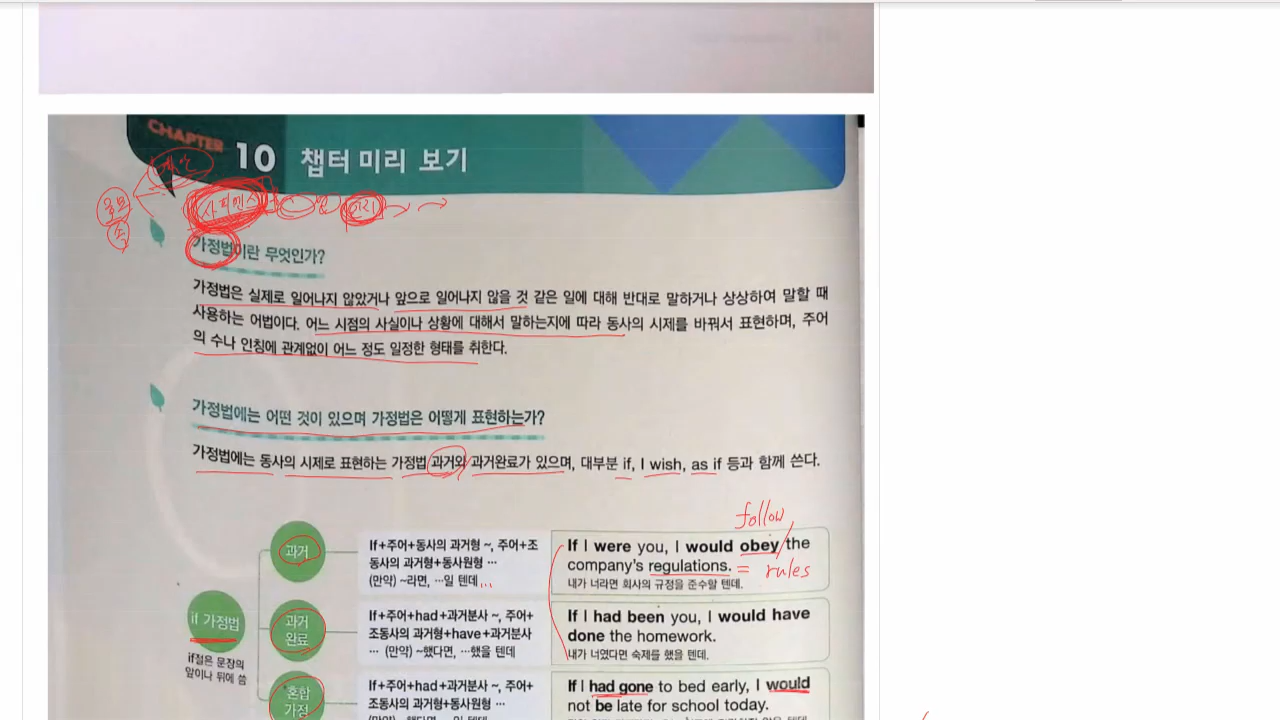 CHAPTER
10 챕터 미리 보기
사피엔스
가정법이란 무엇인가?
가정법은 실제로 일어나지 않았거나 앞으로 일어나지 않을 것 같은 일에 대해 반대로 말하거나 상상하여 말할 때
사용하는 어법이다. 어느 시점의 사실이나 상황에 대해서 말하는지에 따라 동사의 시제를 바꿔서 표현하며, 주어
의 수나 인칭에 관계없이 어느 정도 일정한 형태를 취한다.
가정법에는 어떤 것이 있으며 가정법은 어떻게 표현하는가?
가정법에는 동사의 시제로 표현하는 가정법 과거와 과거완료가 있으며, 대부분 if, I wish, as if 등과 함께 쓴다.
if 가정법
if절은 문장의
앞이나 뒤에 씀
과거
If+주어+동사의 과거형 ~, 주어+조
동사의 과거형+동사원형 ···
(만약) ~라면, ···일 텐데...
follow
If I were you, I would obey the
company's regulations. = rules
내가 너라면 회사의 규정을 준수할 텐데.
과거
완료
If+주어+had+과거분사 ~, 주어+
조동사의 과거형+have+과거분사
··· (만약) ~했다면, ···했을 텐데
If I had been you, I would have
done the homework.
내가 너였다면 숙제를 했을 텐데.
혼합
가정
If+주어+had+과거분사 ~, 주어+
조동사의 과거형+동사원형 ···
If I had gone to bed early, I would
not be late for school today.